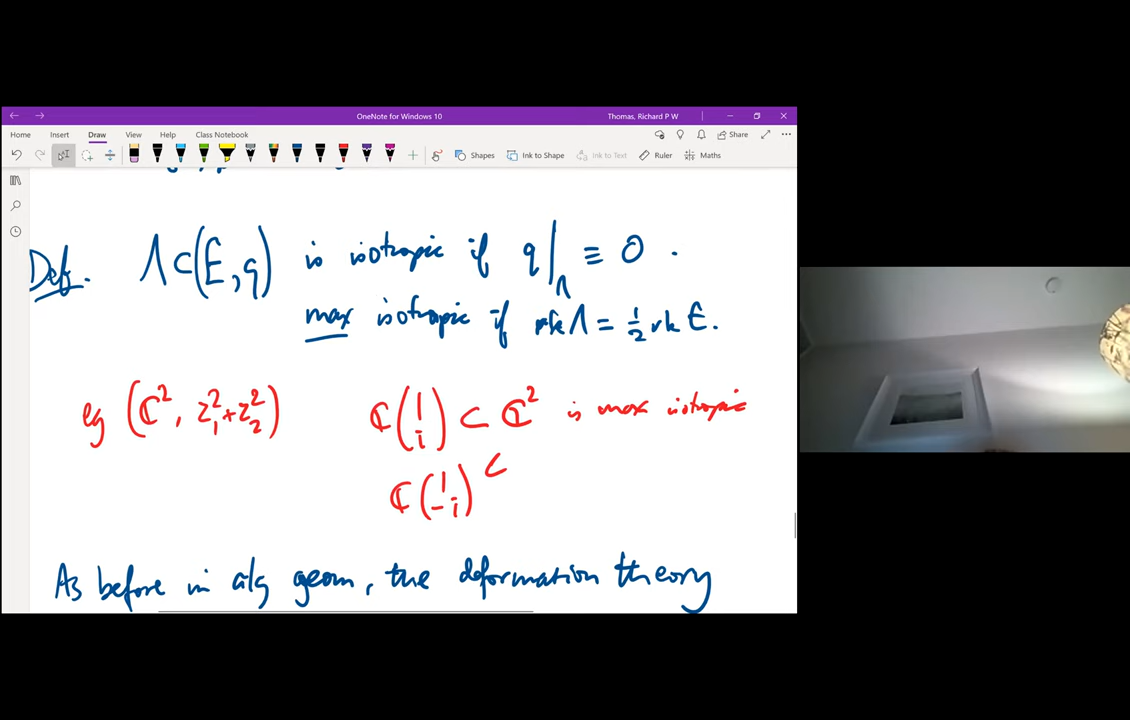 OneNote for Windows 10
Thomas, Richard P W
Home Insert Draw View Help Class Notebook
Share
Shapes Ink to Shape Ink to Text Ruler Maths
Def. Λ ⊂ (E, q) is isotropic if q|_Λ ≡ 0 .
max isotropic if rk Λ = 1/2 rk E.
eg (ℂ², z₁² + z₂²) ℂ(1 i) ⊂ ℂ² is max isotropic
ℂ(1 -i) ⊂
As before in alg geom, the deformation theory